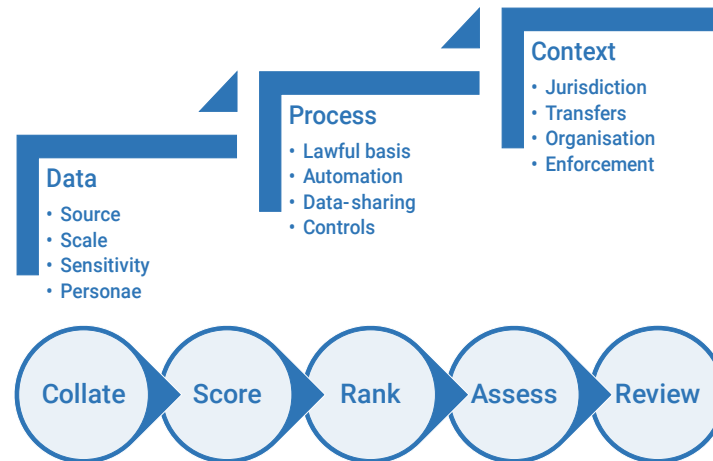 Data
• Source
• Scale
• Sensitivity
• Personae
Process
• Lawful basis
• Automation
• Data-sharing
• Controls
Context
• Jurisdiction
• Transfers
• Organisation
• Enforcement
Collate
Score
Rank
Assess
Review